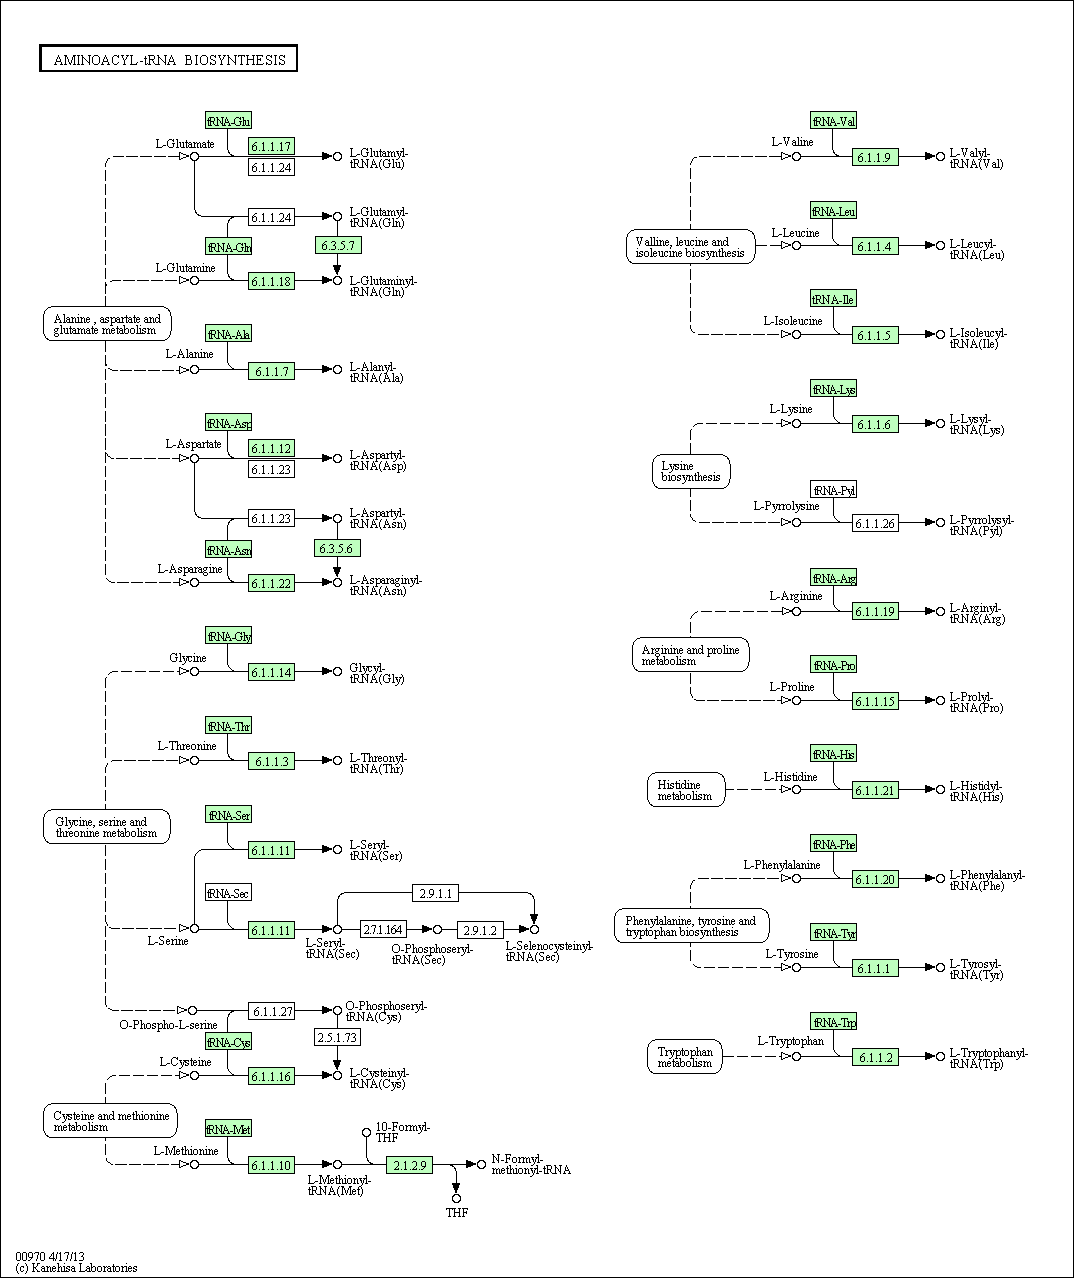 AMINOACYL-tRNA BIOSYNTHESIS
tRNA-Glu
L-Glutamate
6.1.1.17
6.1.1.24
L-Glutamyl-
tRNA(Glu)
6.1.1.24
L-Glutamyl-
tRNA(Gln)
tRNA-Gln
6.3.5.7
L-Glutamine
6.1.1.18
L-Glutaminyl-
tRNA(Gln)
Alanine , aspartate and
glutamate metabolism
tRNA-Ala
L-Alanine
6.1.1.7
L-Alanyl-
tRNA(Ala)
tRNA-Asp
L-Aspartate
6.1.1.12
6.1.1.23
L-Aspartyl-
tRNA(Asp)
6.1.1.23
L-Aspartyl-
tRNA(Asn)
tRNA-Asn
6.3.5.6
L-Asparagine
6.1.1.22
L-Asparaginyl-
tRNA(Asn)
tRNA-Gly
Glycine
6.1.1.14
Glycyl-
tRNA(Gly)
tRNA-Thr
L-Threonine
6.1.1.3
L-Threonyl-
tRNA(Thr)
Glycine, serine and
threonine metabolism
tRNA-Ser
6.1.1.11
L-Seryl-
tRNA(Ser)
tRNA-Sec
2.9.1.1
L-Serine
6.1.1.11
L-Seryl-
tRNA(Sec)
2.7.1.164
O-Phosphoseryl-
tRNA(Sec)
2.9.1.2
L-Selenocysteinyl-
tRNA(Sec)
O-Phospho-L-serine
6.1.1.27
O-Phosphoseryl-
tRNA(Cys)
tRNA-Cys
2.5.1.73
L-Cysteine
6.1.1.16
L-Cysteinyl-
tRNA(Cys)
Cysteine and methionine
metabolism
tRNA-Met
L-Methionine
6.1.1.10
L-Methionyl-
tRNA(Met)
10-Formyl-
THF
2.1.2.9
N-Formyl-
methionyl-tRNA
THF
tRNA-Val
L-Valine
6.1.1.9
L-Valyl-
tRNA(Val)
tRNA-Leu
Valline, leucine and
isoleucine biosynthesis
L-Leucine
6.1.1.4
L-Leucyl-
tRNA(Leu)
tRNA-Ile
L-Isoleucine
6.1.1.5
L-Isoleucyl-
tRNA(Ile)
tRNA-Lys
L-Lysine
6.1.1.6
L-Lysyl-
tRNA(Lys)
Lysine
biosynthesis
tRNA-Pyl
L-Pyrrolysine
6.1.1.26
L-Pyrrolysyl-
tRNA(Pyl)
tRNA-Arg
L-Arginine
6.1.1.19
L-Arginyl-
tRNA(Arg)
Arginine and proline
metabolism
tRNA-Pro
L-Proline
6.1.1.15
L-Prolyl-
tRNA(Pro)
tRNA-His
Histidine
metabolism
L-Histidine
6.1.1.21
L-Histidyl-
tRNA(His)
tRNA-Phe
L-Phenylalanine
6.1.1.20
L-Phenylalanyl-
tRNA(Phe)
Phenylalanine, tyrosine and
tryptophan biosynthesis
tRNA-Tyr
L-Tyrosine
6.1.1.1
L-Tyrosyl-
tRNA(Tyr)
tRNA-Trp
Tryptophan
metabolism
L-Tryptophan
6.1.1.2
L-Tryptophanyl-
tRNA(Trp)
00970 4/17/13
(c) Kanehisa Laboratories